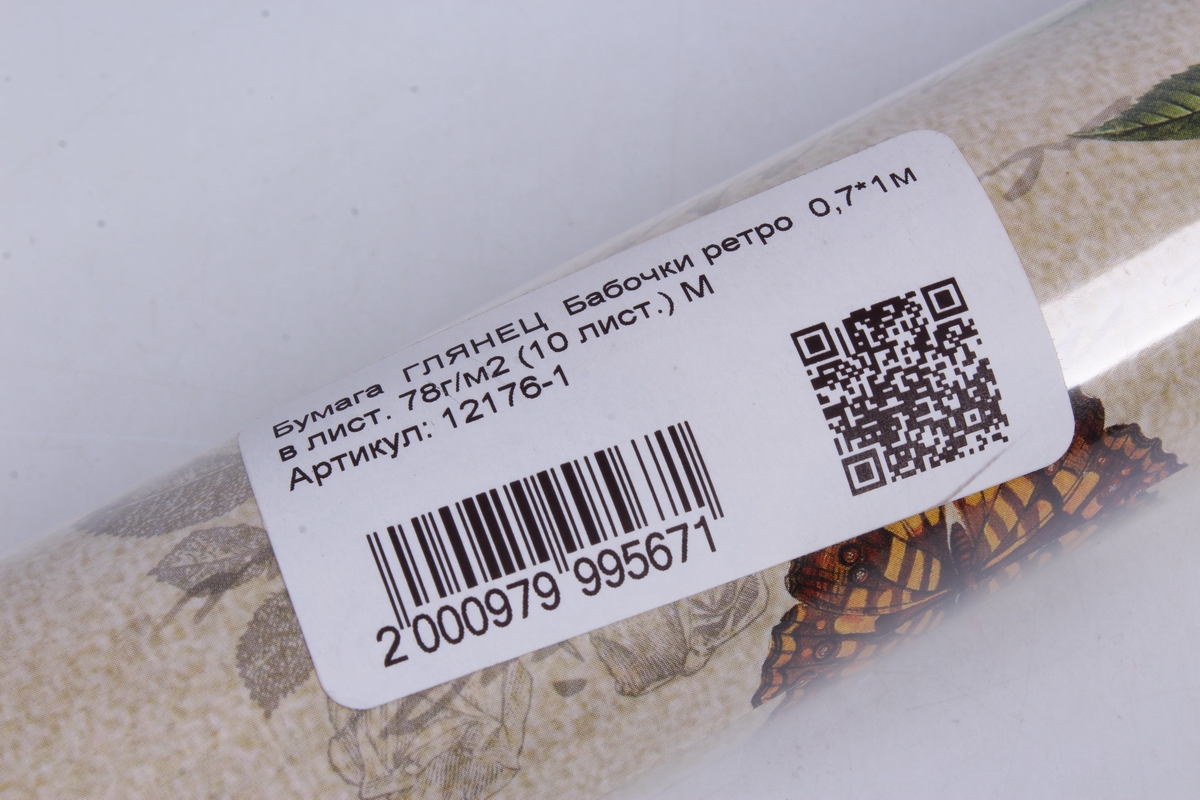 Бумага ГЛЯНЕЦ Бабочки ретро 0,7*1м
в лист. 78г/м2 (10 лист.) М
Артикул: 12176-1
2 000979 995671